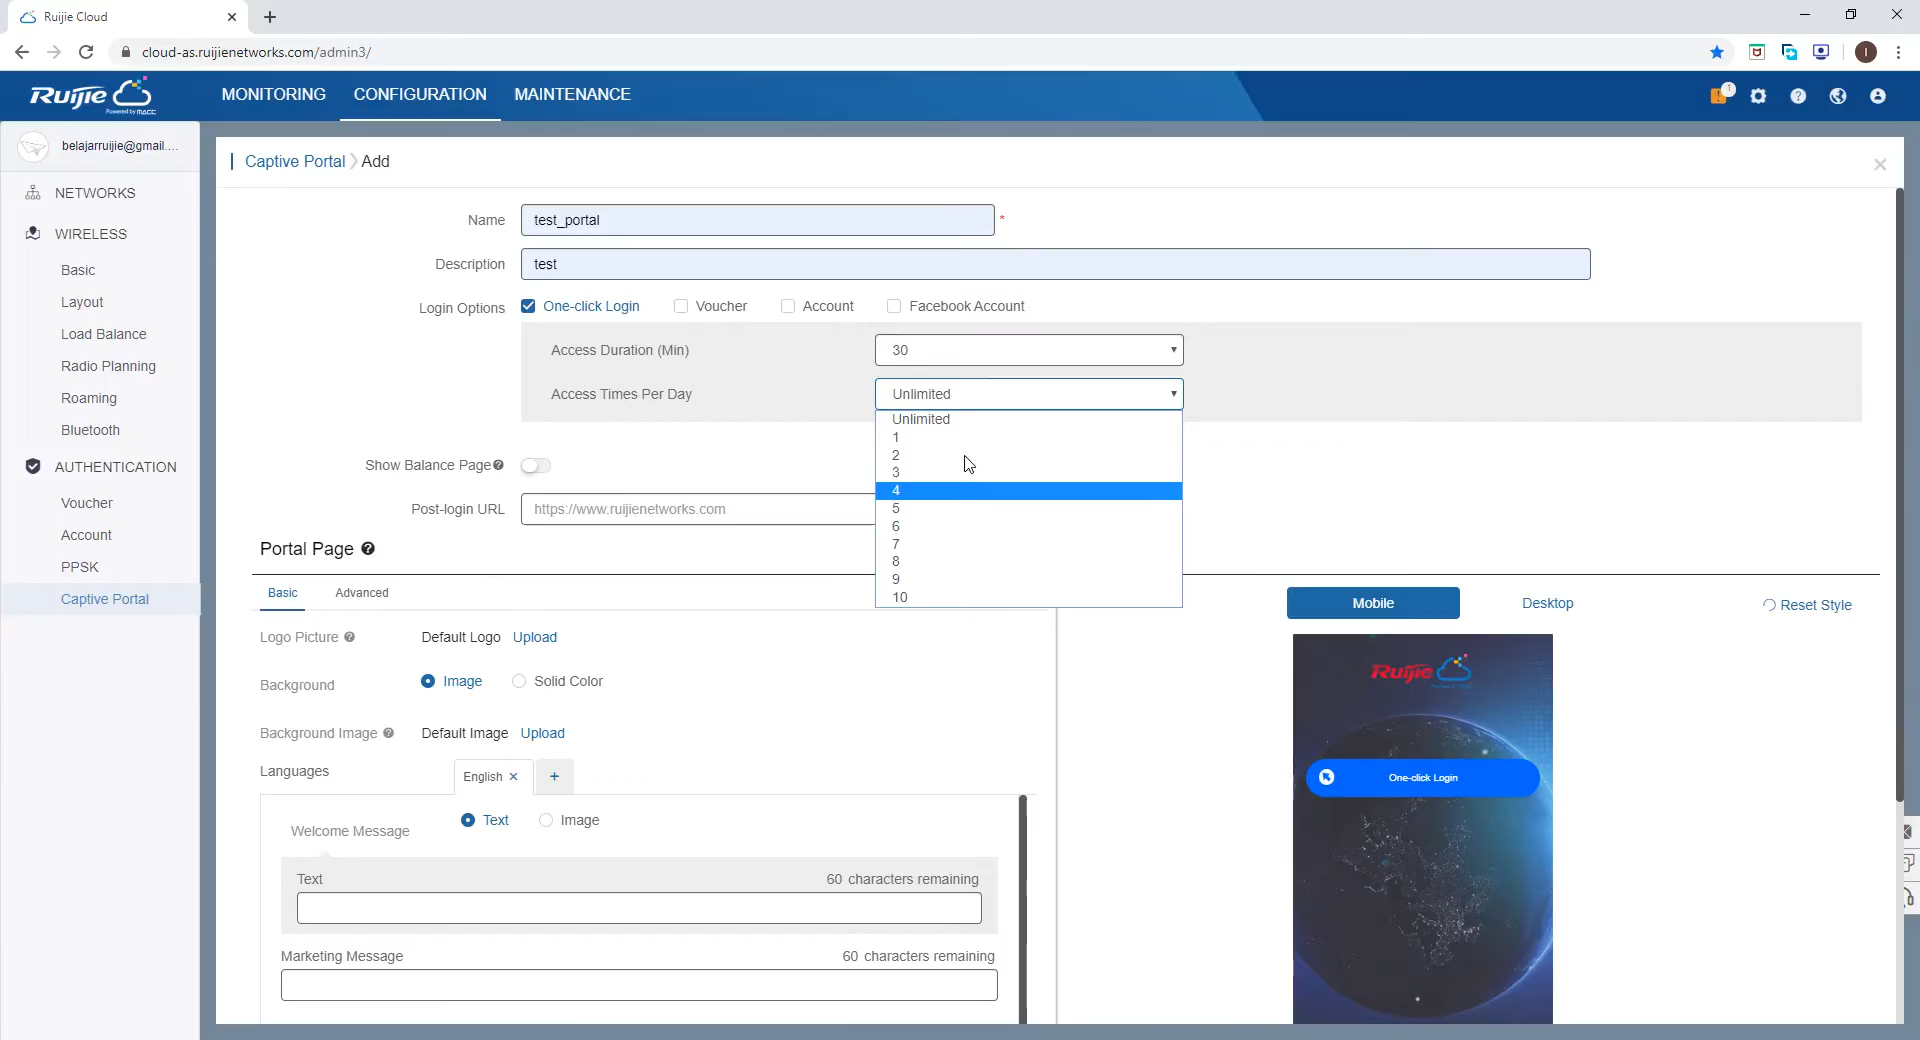 Ruijie Cloud
cloud-as.ruijienetworks.com/admin3/
I
Ruijie
Powered by MACC
MONITORING CONFIGURATION MAINTENANCE
1
belajarruijie@gmail....
NETWORKS
WIRELESS
Basic
Layout
Load Balance
Radio Planning
Roaming
Bluetooth
AUTHENTICATION
Voucher
Account
PPSK
Captive Portal
Captive Portal Add
Name test_portal *
Description test
Login Options One-click Login Voucher Account Facebook Account
Access Duration (Min) 30
Access Times Per Day Unlimited
Unlimited
1
2
3
4
5
6
7
8
9
10
Show Balance Page
Post-login URL https://www.ruijienetworks.com
Portal Page
Basic Advanced
Mobile Desktop Reset Style
Logo Picture Default Logo Upload
Background Image Solid Color
Background Image Default Image Upload
Languages English +
Welcome Message Text Image
Text 60 characters remaining
Marketing Message 60 characters remaining
Ruijie
One-click Login